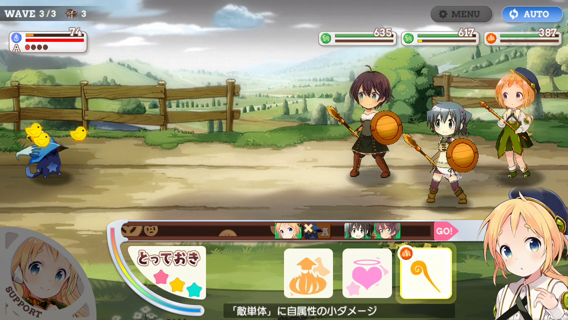 WAVE 3/3 3
MENU
AUTO
74
A
635
617
387
GO!
とっておき
SUPPORT
「敵単体」に自属性の小ダメージ